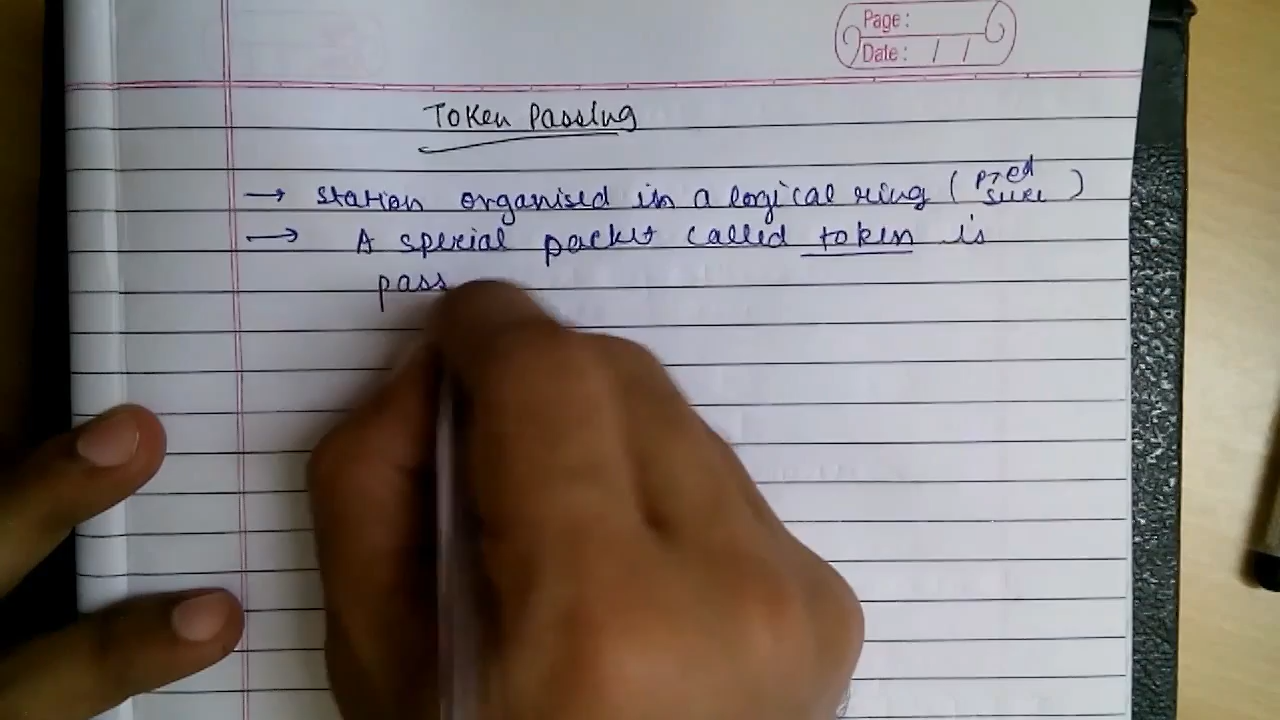 Page :
Date : / /
Token Passing
→ Station organised in a logical ring ( pred succ )
→ A special packet called token is
pass